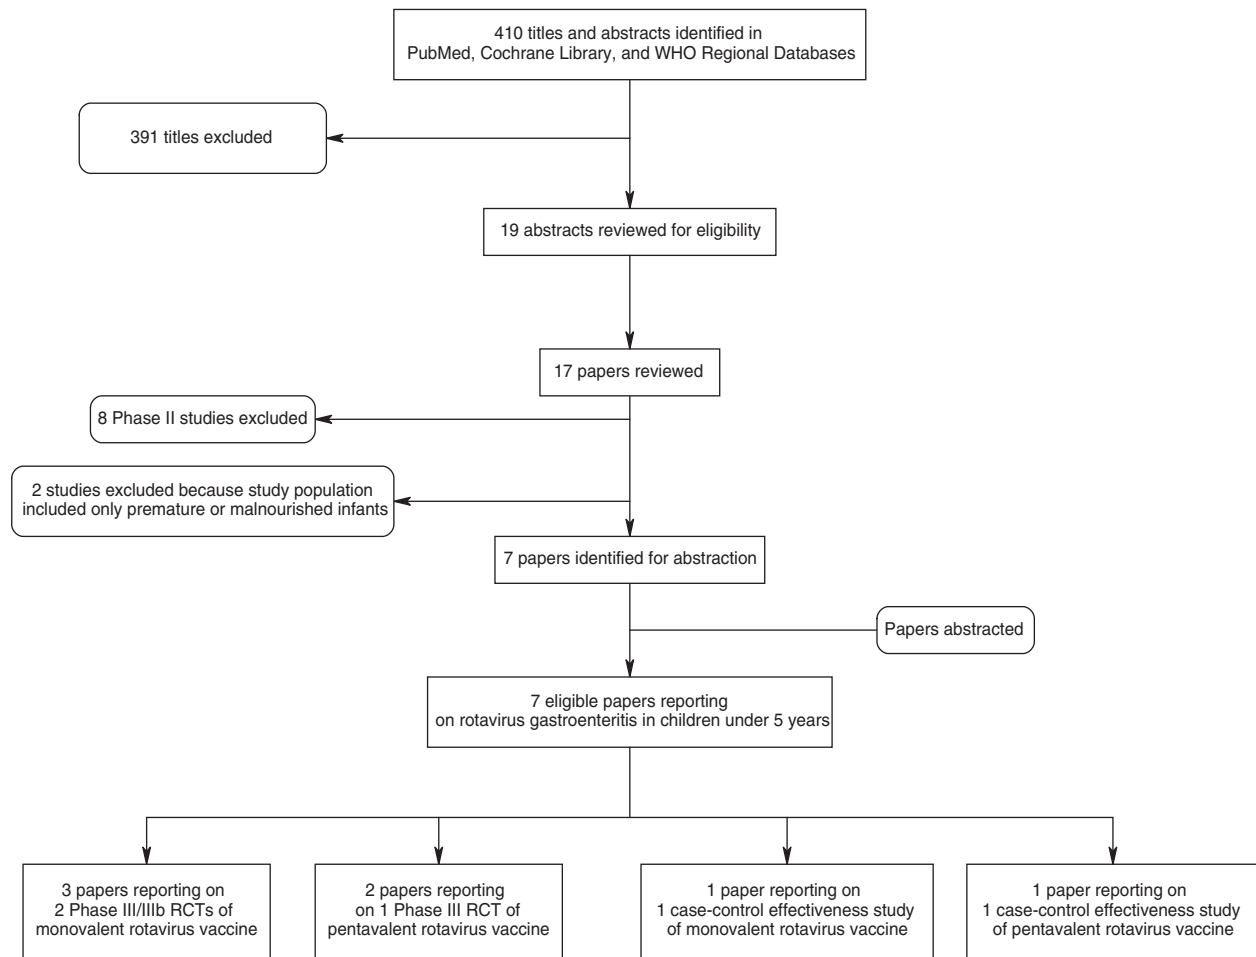 410 titles and abstracts identified in
PubMed, Cochrane Library, and WHO Regional Databases
391 titles excluded
19 abstracts reviewed for eligibility
17 papers reviewed
8 Phase II studies excluded
2 studies excluded because study population
included only premature or malnourished infants
7 papers identified for abstraction
Papers abstracted
7 eligible papers reporting
on rotavirus gastroenteritis in children under 5 years
3 papers reporting on
2 Phase III/IIIb RCTs of
monovalent rotavirus vaccine
2 papers reporting
on 1 Phase III RCT of
pentavalent rotavirus vaccine
1 paper reporting on
1 case-control effectiveness study
of monovalent rotavirus vaccine
1 paper reporting on
1 case-control effectiveness study
of pentavalent rotavirus vaccine